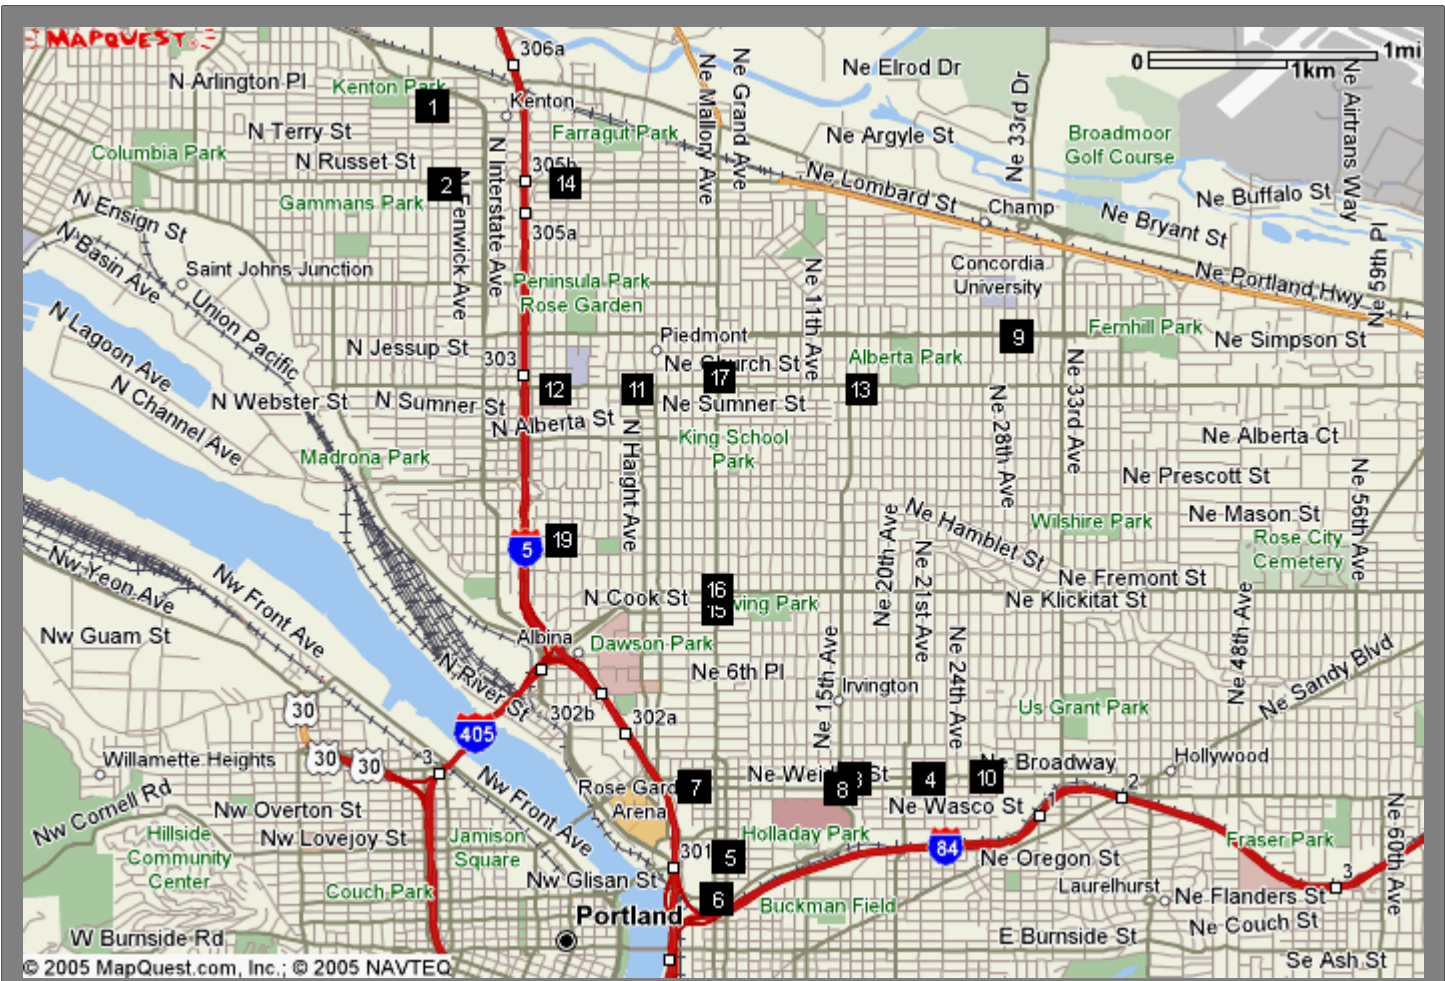 MAPQUEST
306a
1mi
0
1km
N Arlington Pl
Kenton Park
1
Kenton
Ne Mallory Ave
Ne Grand Ave
Ne Elrod Dr
Ne 33rd Dr
Ne Airtrans Way
N Terry St
Farragut Park
Ne Argyle St
Broadmoor
Golf Course
Columbia Park
N Russet St
305b
2
14
N Interstate Ave
N Fenwick Ave
Ne Lombard St
Ne Buffalo St
Gammans Park
N Ensign St
305a
Champ
Ne Bryant St
N Basin Ave
Saint Johns Junction
Union Pacific
Peninsula Park
Rose Garden
Ne 11th Ave
Concordia
University
Ne Portland Hwy
Ne 56th Pl
N Lagoon Ave
N Jessup St
303
Piedmont
9
Fernhill Park
Ne Simpson St
Ne Church St
Alberta Park
N Channel Ave
N Webster St
N Sumner St
12
11
17
Ne Sumner St
13
Ne 28th Ave
Ne 33rd Ave
N Alberta St
N Haight Ave
King School
Park
Ne Alberta Ct
Madrona Park
Ne Prescott St
Ne 56th Ave
5
19
Ne 20th Ave
Ne 21st Ave
Ne Hamblet St
Wilshire Park
Ne Mason St
Rose City
Cemetery
Nw Yeon Ave
Nw Front Ave
N Cook St
16
15
ving Park
Ne Fremont St
Ne Klickitat St
Ne 48th Ave
Nw Guam St
Albina
Dawson Park
Ne 15th Ave
Ne 24th Ave
N River St
Ne 6th Pl
Irvington
Ne Sandy Blvd
30
302b
302a
Us Grant Park
405
30
30
3
Willamette Heights
Hollywood
Nw Cornell Rd
Nw Front Ave
Rose Gard
Arena
7
Ne Weid
St
8
4
10
Ne Broadway
2
1
Nw Overton St
Ne Wasco St
Hillside
Community
Center
Nw Lovejoy St
Jamison
Square
Holladay Park
84
Fraser Park
Ne 60th Ave
301
5
Ne Oregon St
Couch Park
Nw Glisan St
6
Laurelhurst
3
Ne Flanders St
Portland
Buckman Field
Ne Couch St
W Burnside Rd
E Burnside St
Se Ash St
© 2005 MapQuest.com, Inc.; © 2005 NAVTEQ